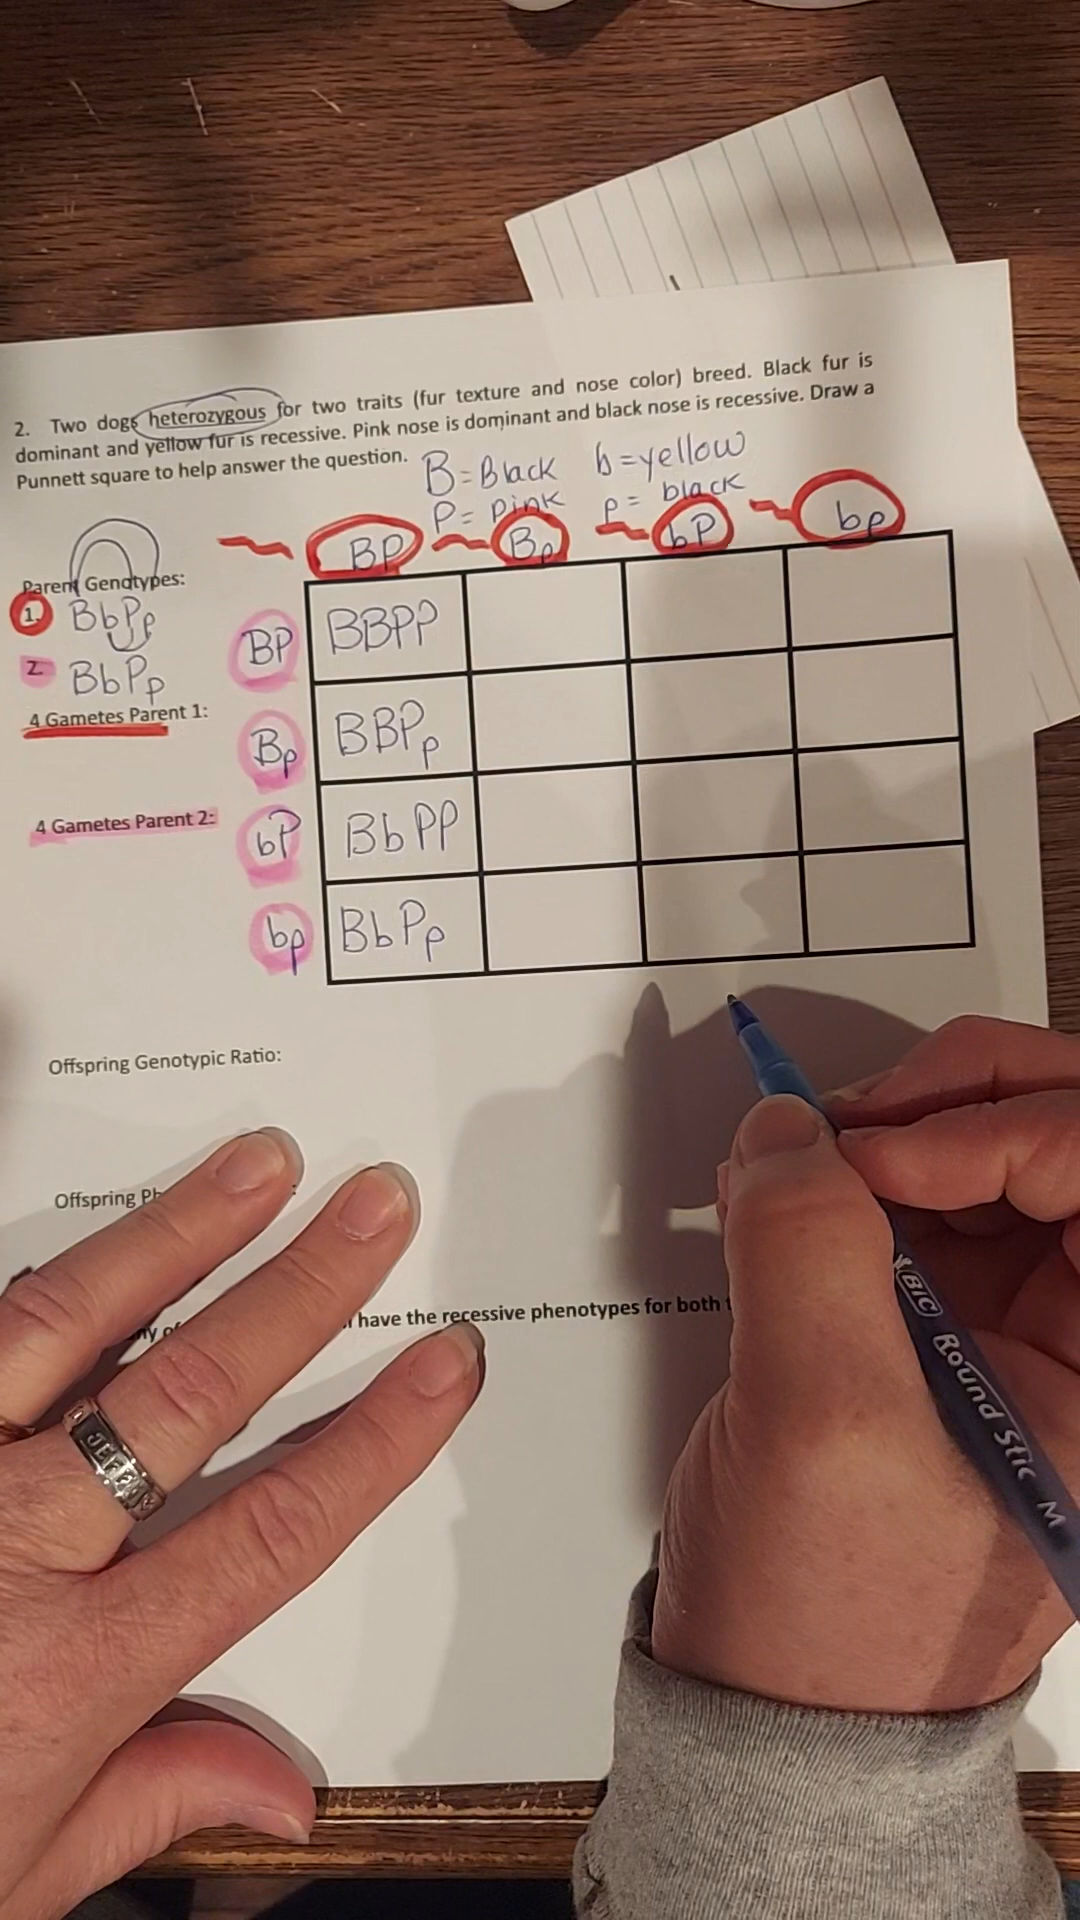 2. Two dogs heterozygous for two traits (fur texture and nose color) breed. Black fur is
dominant and yellow fur is recessive. Pink nose is dominant and black nose is recessive. Draw a
Punnett square to help answer the question.
B=Black b=yellow
P= pink p= black
BP Bp bP bp
Parent Genotypes:
1. BbPp
2 BbPp
4 Gametes Parent 1:
4 Gametes Parent 2:
BP BBPP
Bp BBPp
bP BbPP
bp BbPp
Offspring Genotypic Ratio:
Offspring
have the recessive phenotypes for both
BIC Round Stic M